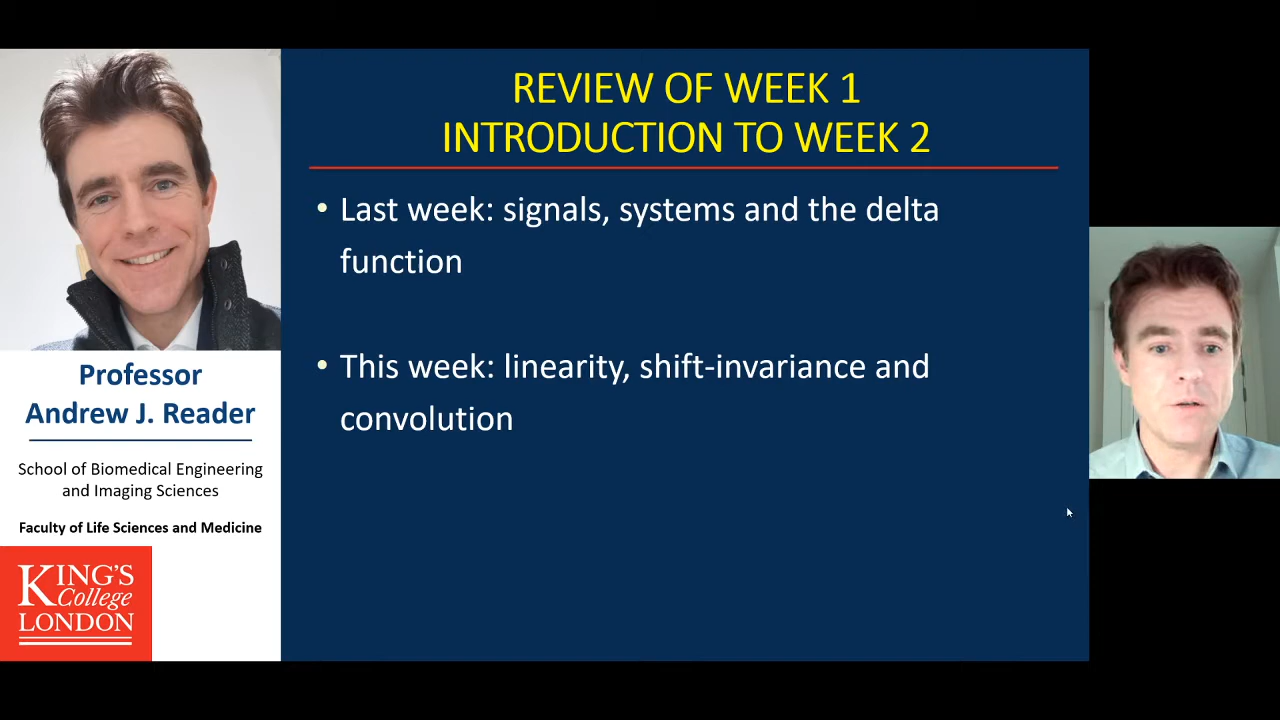 REVIEW OF WEEK 1
INTRODUCTION TO WEEK 2
• Last week: signals, systems and the delta
function
• This week: linearity, shift-invariance and
convolution
Professor
Andrew J. Reader
School of Biomedical Engineering
and Imaging Sciences
Faculty of Life Sciences and Medicine
KING'S
College
LONDON